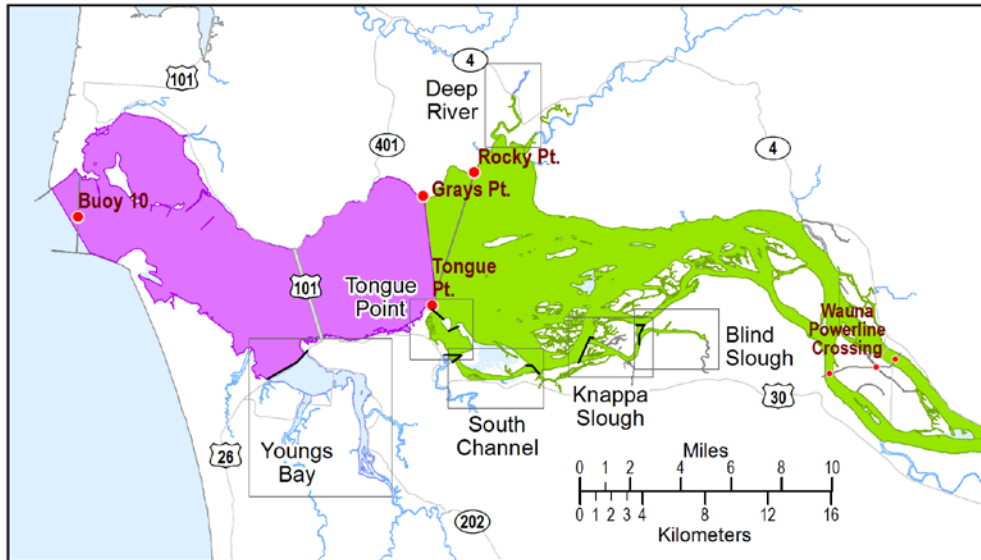 4
Deep
River
101
401
4
Rocky Pt.
Grays Pt.
Buoy 10
Tongue
Pt.
101
Tongue
Point
Wauna
Powerline
Crossing
Blind
Slough
Knappa
Slough
30
South
Channel
Youngs
Bay
26
202
Miles
0 2 4 6 8 10
0 1 2 3 4 8 12 16
Kilometers